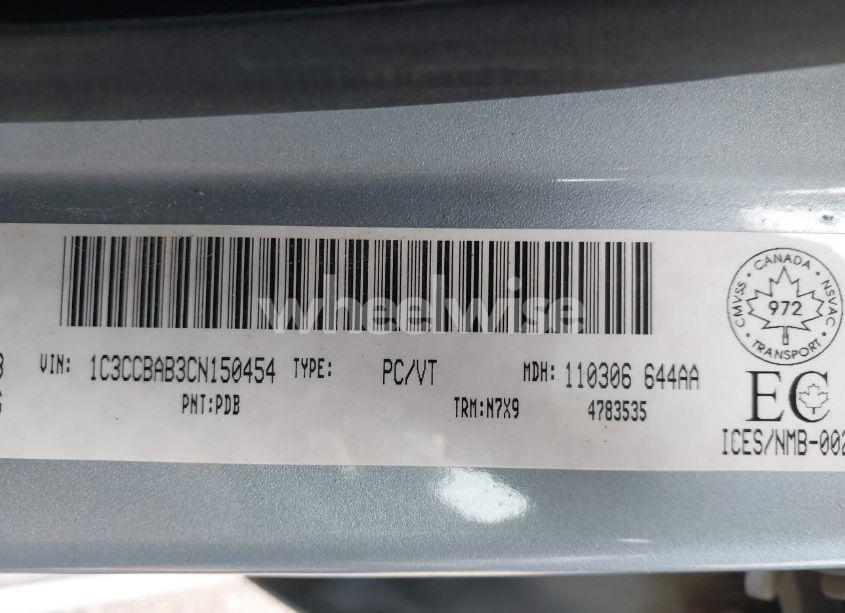 wheelwise
CANADA
CMVSS NSVAC
972
TRANSPORT
VIN: 1C3CCBAB3CN150454 TYPE: PC/VT MDH: 110306 644AA
PNT:PDB TRM:N7X9 4783535
EC
ICES/NMB-002